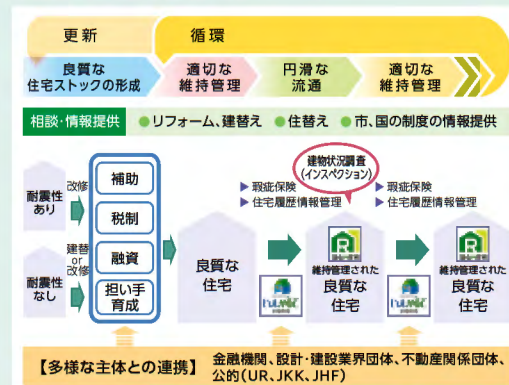 更新
循環
良質な
住宅ストックの形成
適切な
維持管理
円滑な
流通
適切な
維持管理
相談・情報提供
●リフォーム、建替え ●住替え ●市、国の制度の情報提供
建物状況調査
(インスペクション)
▶瑕疵保険
▶住宅履歴情報管理
▶瑕疵保険
▶住宅履歴情報管理
耐震性
あり
改修
耐震性
なし
建替
or
改修
補助
税制
融資
担い手
育成
良質な
住宅
R
維持管理された
良質な
住宅
R
維持管理された
良質な
住宅
【多様な主体との連携】 金融機関、設計・建設業界団体、不動産関係団体、
公的(UR、JKK、JHF)